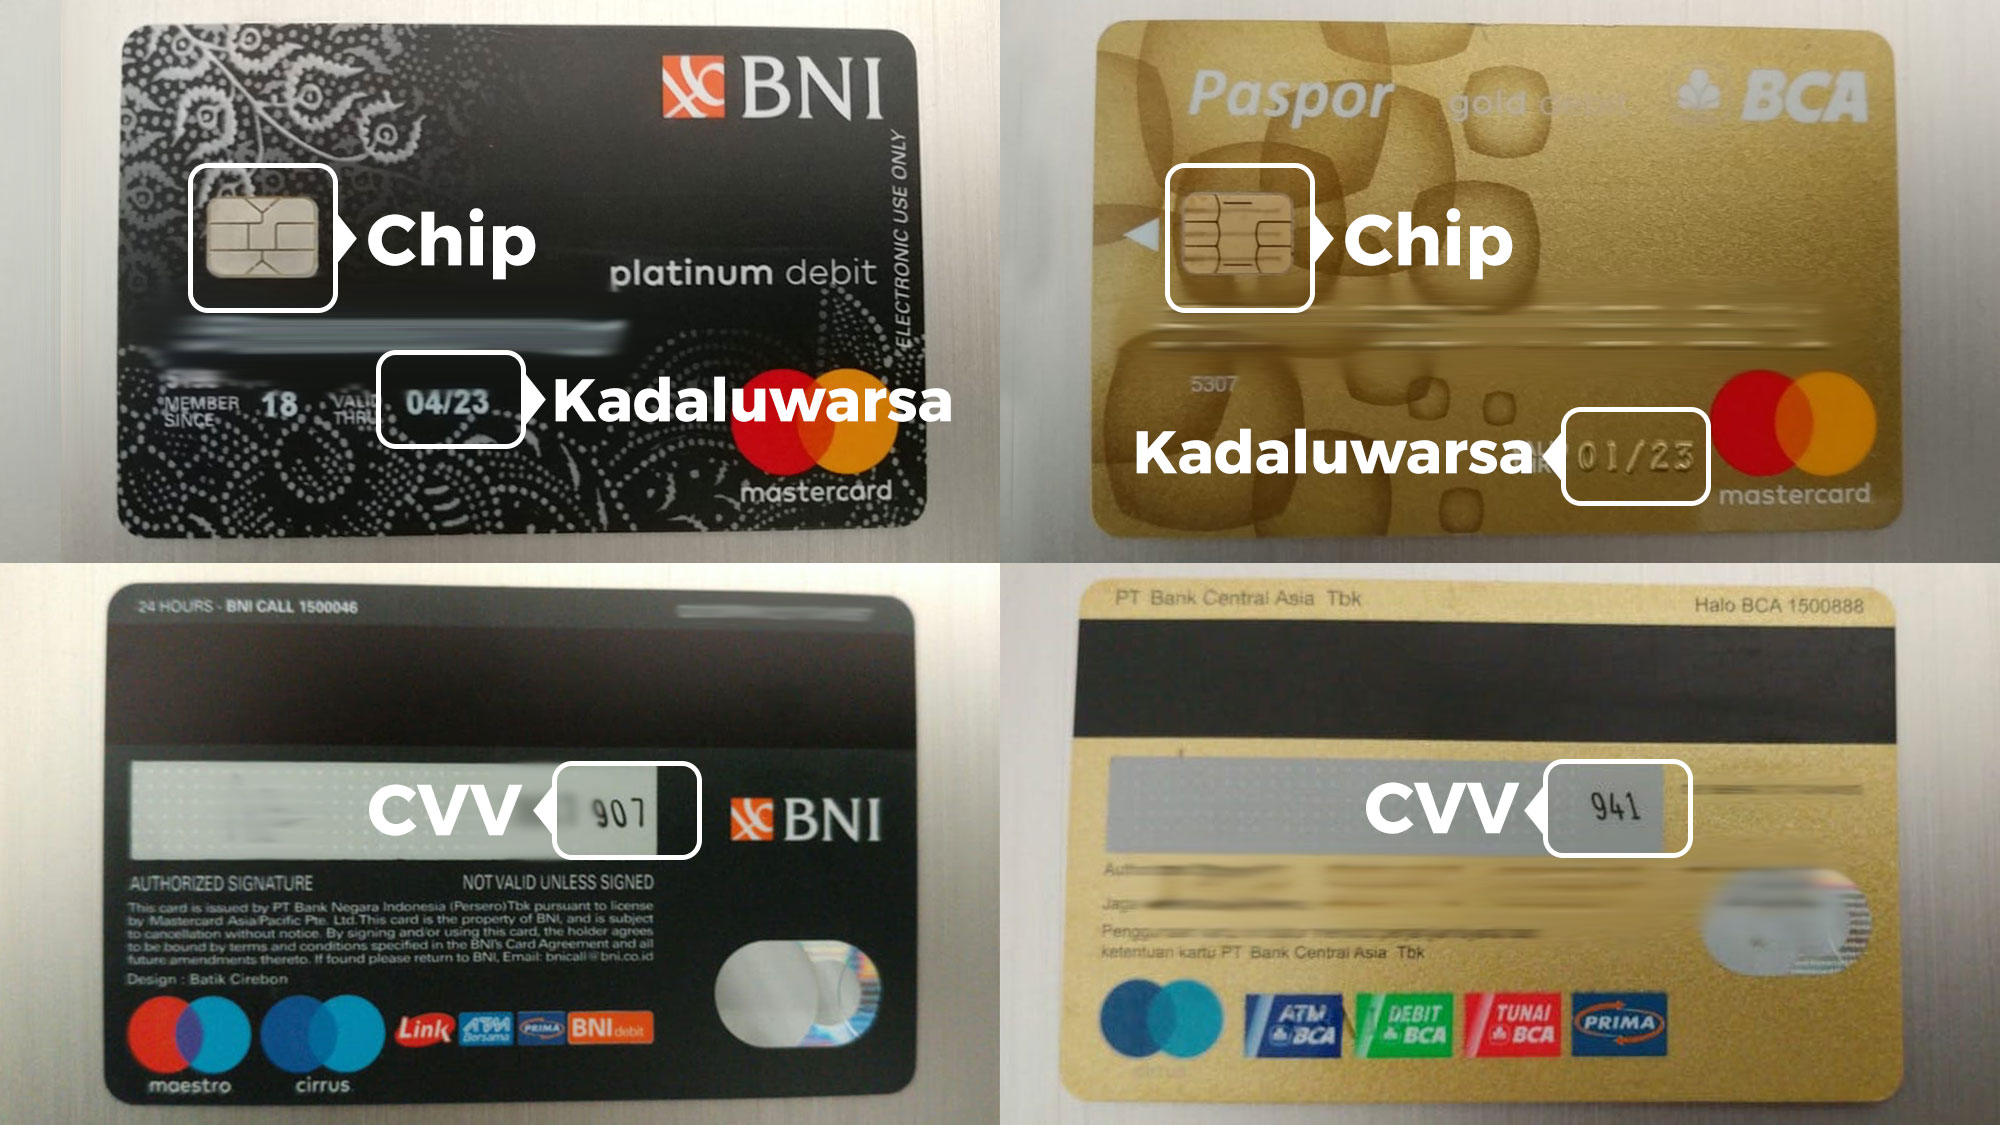 BNI
Chip
ELECTRONIC USE ONLY
platinum debit
MEMBER SINCE 18 VALID THRU 04/23
Kadaluwarsa
mastercard
Paspor gold debit BCA
Chip
5307
Kadaluwarsa 01/23
mastercard
24 HOURS - BNI CALL 1500046
CVV 907
BNI
AUTHORIZED SIGNATURE NOT VALID UNLESS SIGNED
This card is issued by PT Bank Negara Indonesia (Persero)Tbk pursuant to license
by Mastercard Asia/Pacific Pte. Ltd.This card is the property of BNI, and is subject
to cancellation without notice. By signing and/or using this card, the holder agrees
to be bound by terms and conditions specified in the BNI's Card Agreement and all
future amendments thereto. If found please return to BNI, Email: bnicall@bni.co.id
Design : Batik Cirebon
Link ATM Bersama PRIMA BNI debit
maestro cirrus
PT Bank Central Asia Tbk Halo BCA 1500888
CVV 941
ketentuan kartu PT Bank Central Asia Tbk
ATM BCA DEBIT BCA TUNAI BCA PRIMA
cirrus